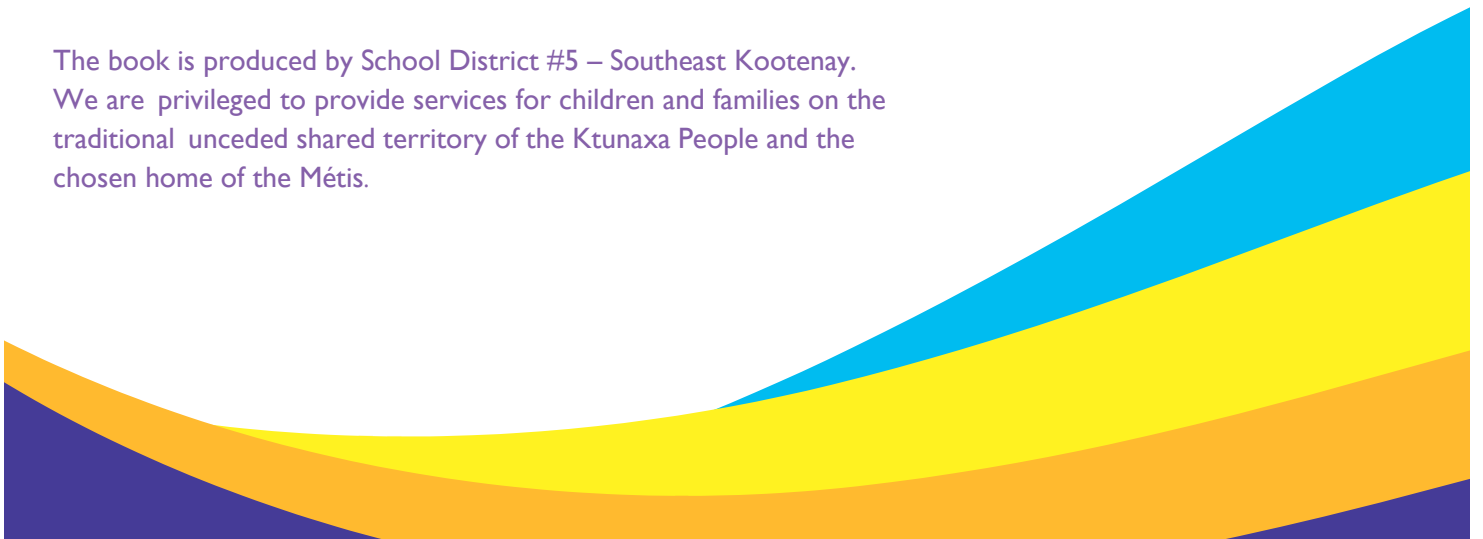 The book is produced by School District #5 – Southeast Kootenay.
We are privileged to provide services for children and families on the
traditional unceded shared territory of the Ktunaxa People and the
chosen home of the Métis.